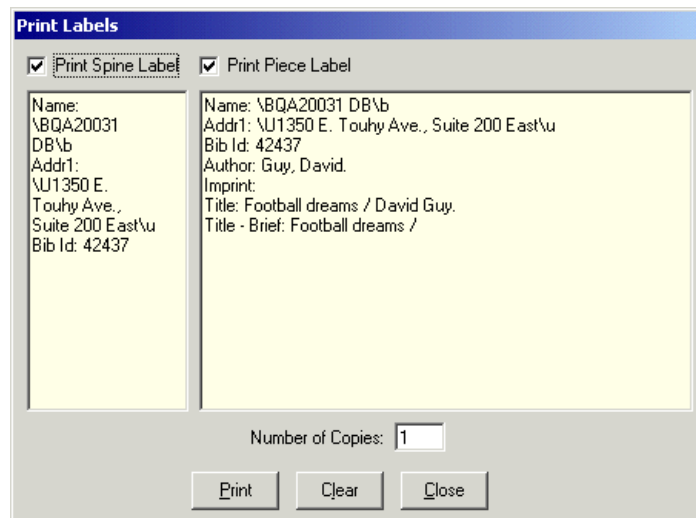 Print Labels
Print Spine Label
Print Piece Label
Name:
\BQA20031
DB\b
Addr1:
\U1350 E.
Touhy Ave.,
Suite 200 East\u
Bib Id: 42437
Name: \BQA20031 DB\b
Addr1: \U1350 E. Touhy Ave., Suite 200 East\u
Bib Id: 42437
Author: Guy, David.
Imprint:
Title: Football dreams / David Guy.
Title - Brief: Football dreams /
Number of Copies: 1
Print
Clear
Close